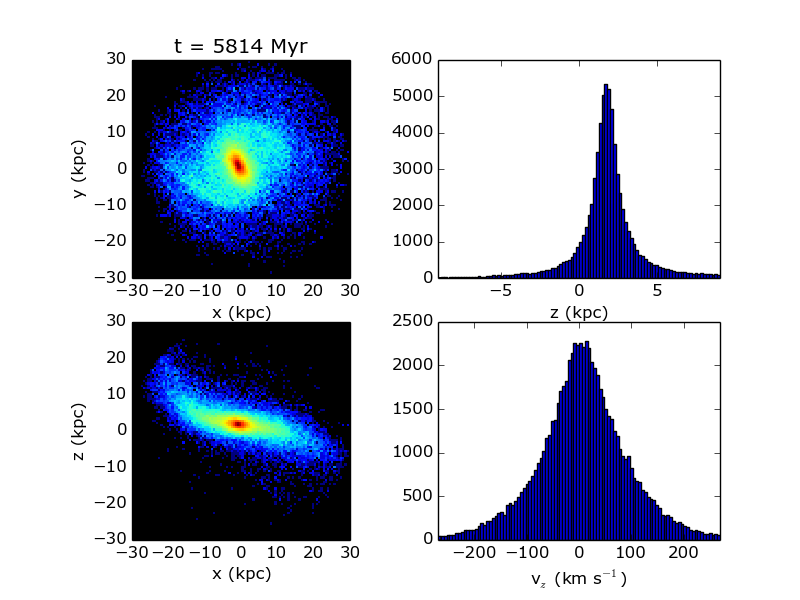 t = 5814 Myr
30
20
10
0
−10
−20
−30
y (kpc)
−30 −20 −10 0 10 20 30
x (kpc)
6000
5000
4000
3000
2000
1000
0
−5 0 5
z (kpc)
30
20
10
0
−10
−20
−30
z (kpc)
−30 −20 −10 0 10 20 30
x (kpc)
2500
2000
1500
1000
500
0
−200 −100 0 100 200
v_z (km s⁻¹)